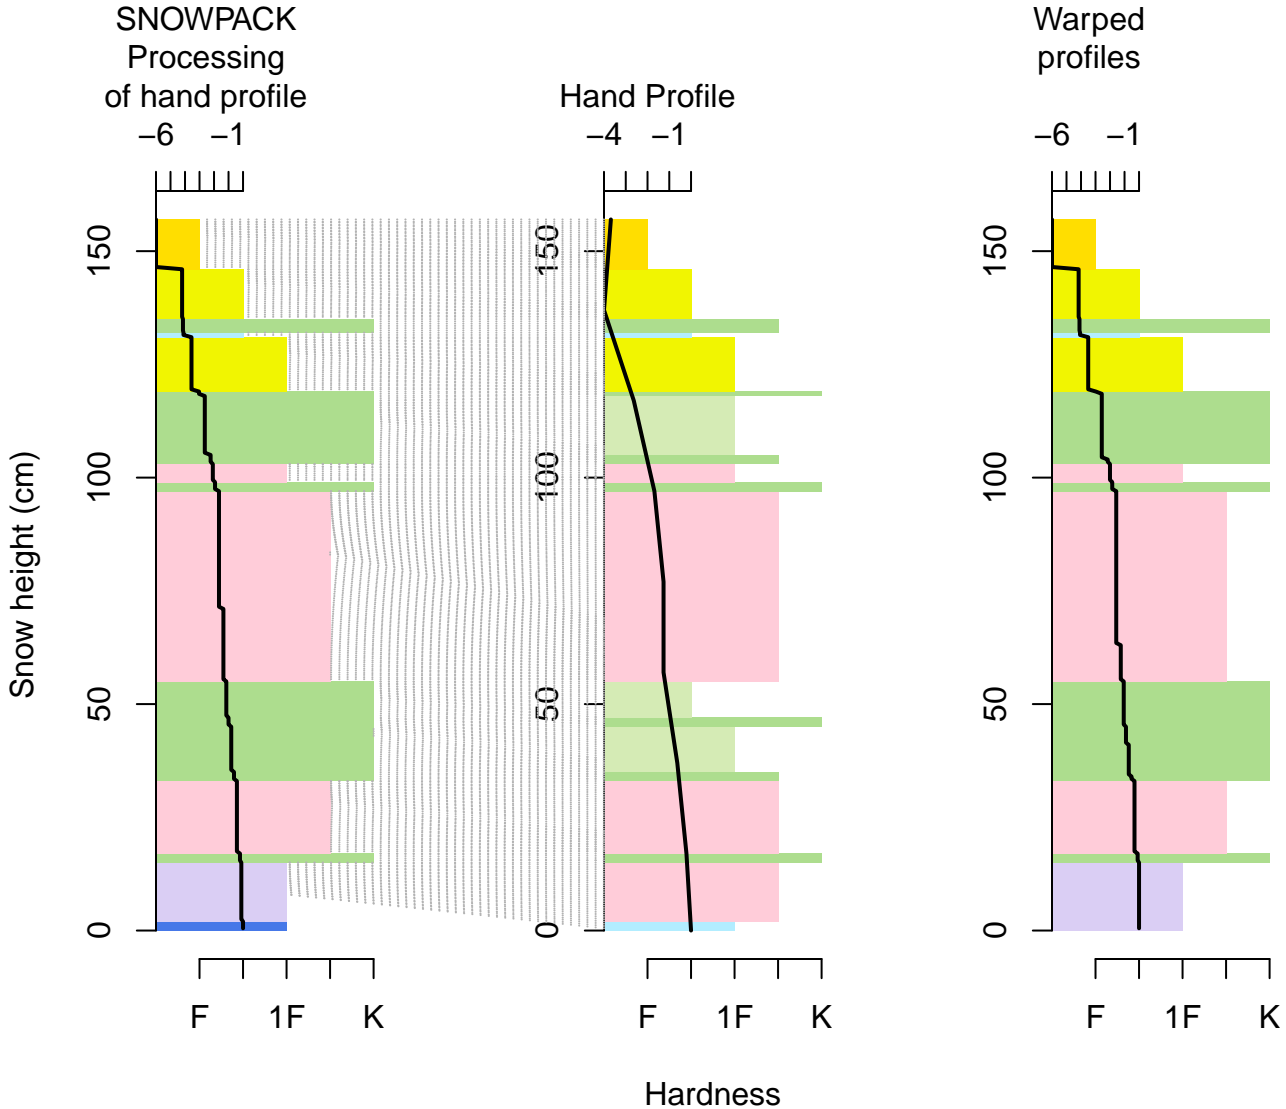 SNOWPACK
Processing
of hand profile
Hand Profile
Warped
profiles
−6 −1
−4 −1
−6 −1
Snow height (cm)
150
100
50
0
150
100
50
0
150
100
50
0
F 1F K
F 1F K
F 1F K
Hardness